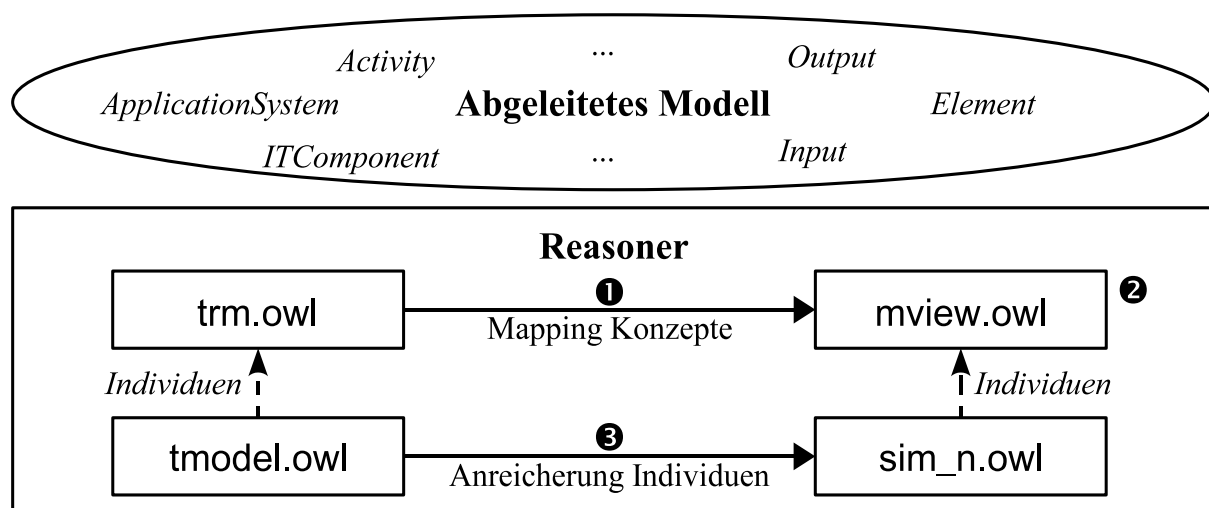 Activity ... Output
ApplicationSystem Abgeleitetes Modell Element
ITComponent ... Input
Reasoner
trm.owl ❶ mview.owl ❷
Mapping Konzepte
Individuen Individuen
tmodel.owl ❸ sim_n.owl
Anreicherung Individuen